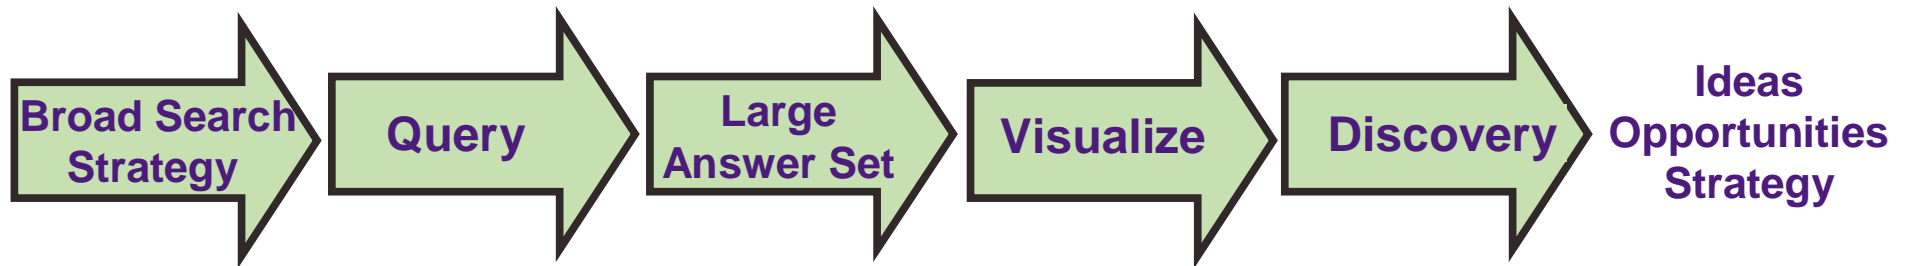 Broad Search
Strategy
Query
Large
Answer Set
Visualize
Discovery
Ideas
Opportunities
Strategy